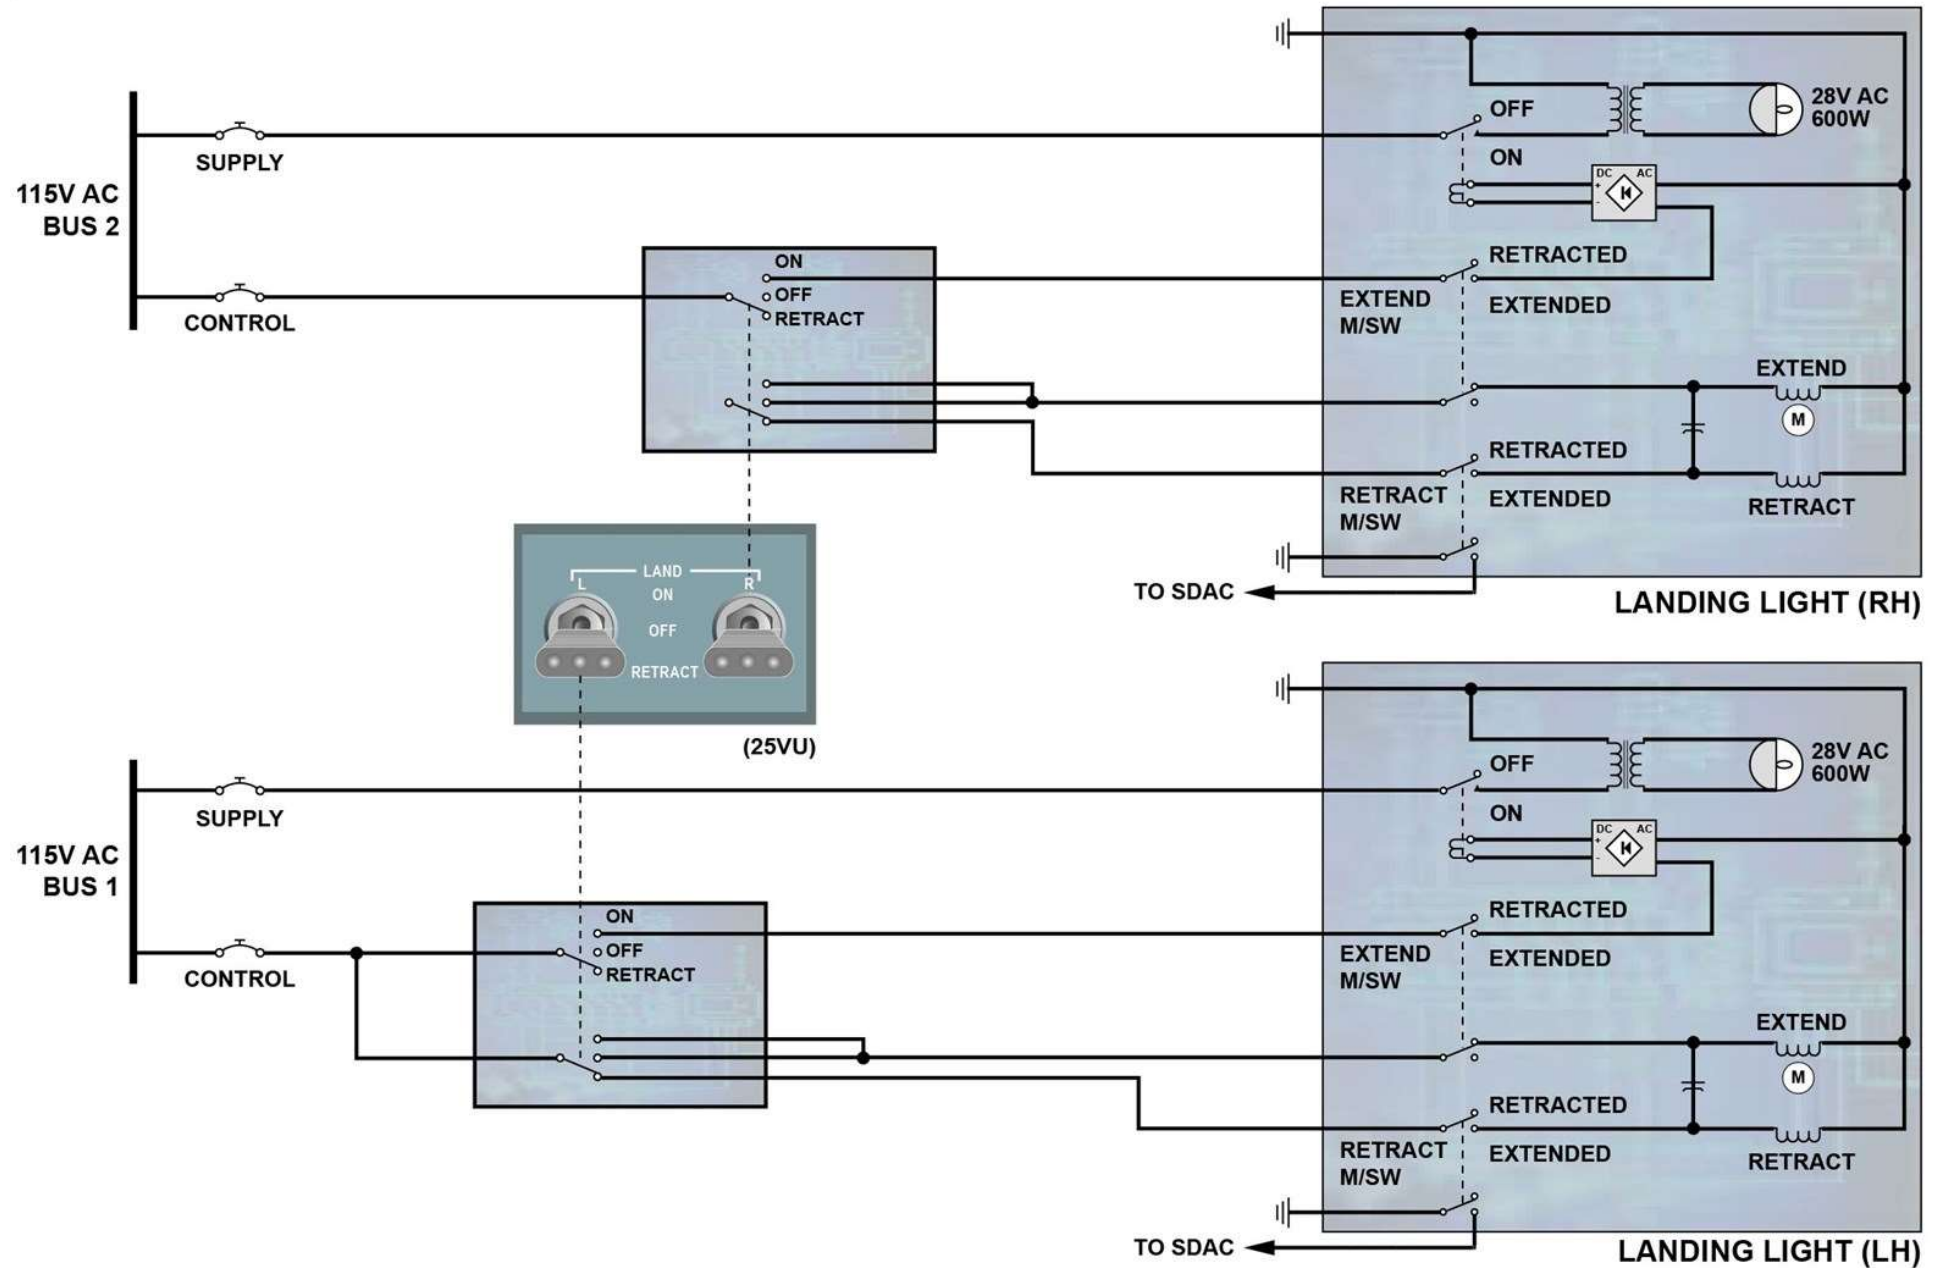 OFF
28V AC
600W
ON
SUPPLY
DC AC
+
-
115V AC
BUS 2
ON
RETRACTED
OFF
EXTEND
M/SW
EXTENDED
RETRACT
CONTROL
EXTEND
M
RETRACTED
RETRACT
M/SW
EXTENDED
RETRACT
TO SDAC
LANDING LIGHT (RH)
LAND
L R
ON
OFF
RETRACT
(25VU)
OFF
28V AC
600W
ON
SUPPLY
DC AC
+
-
115V AC
BUS 1
ON
RETRACTED
OFF
EXTEND
M/SW
EXTENDED
RETRACT
CONTROL
EXTEND
M
RETRACTED
RETRACT
M/SW
EXTENDED
RETRACT
TO SDAC
LANDING LIGHT (LH)